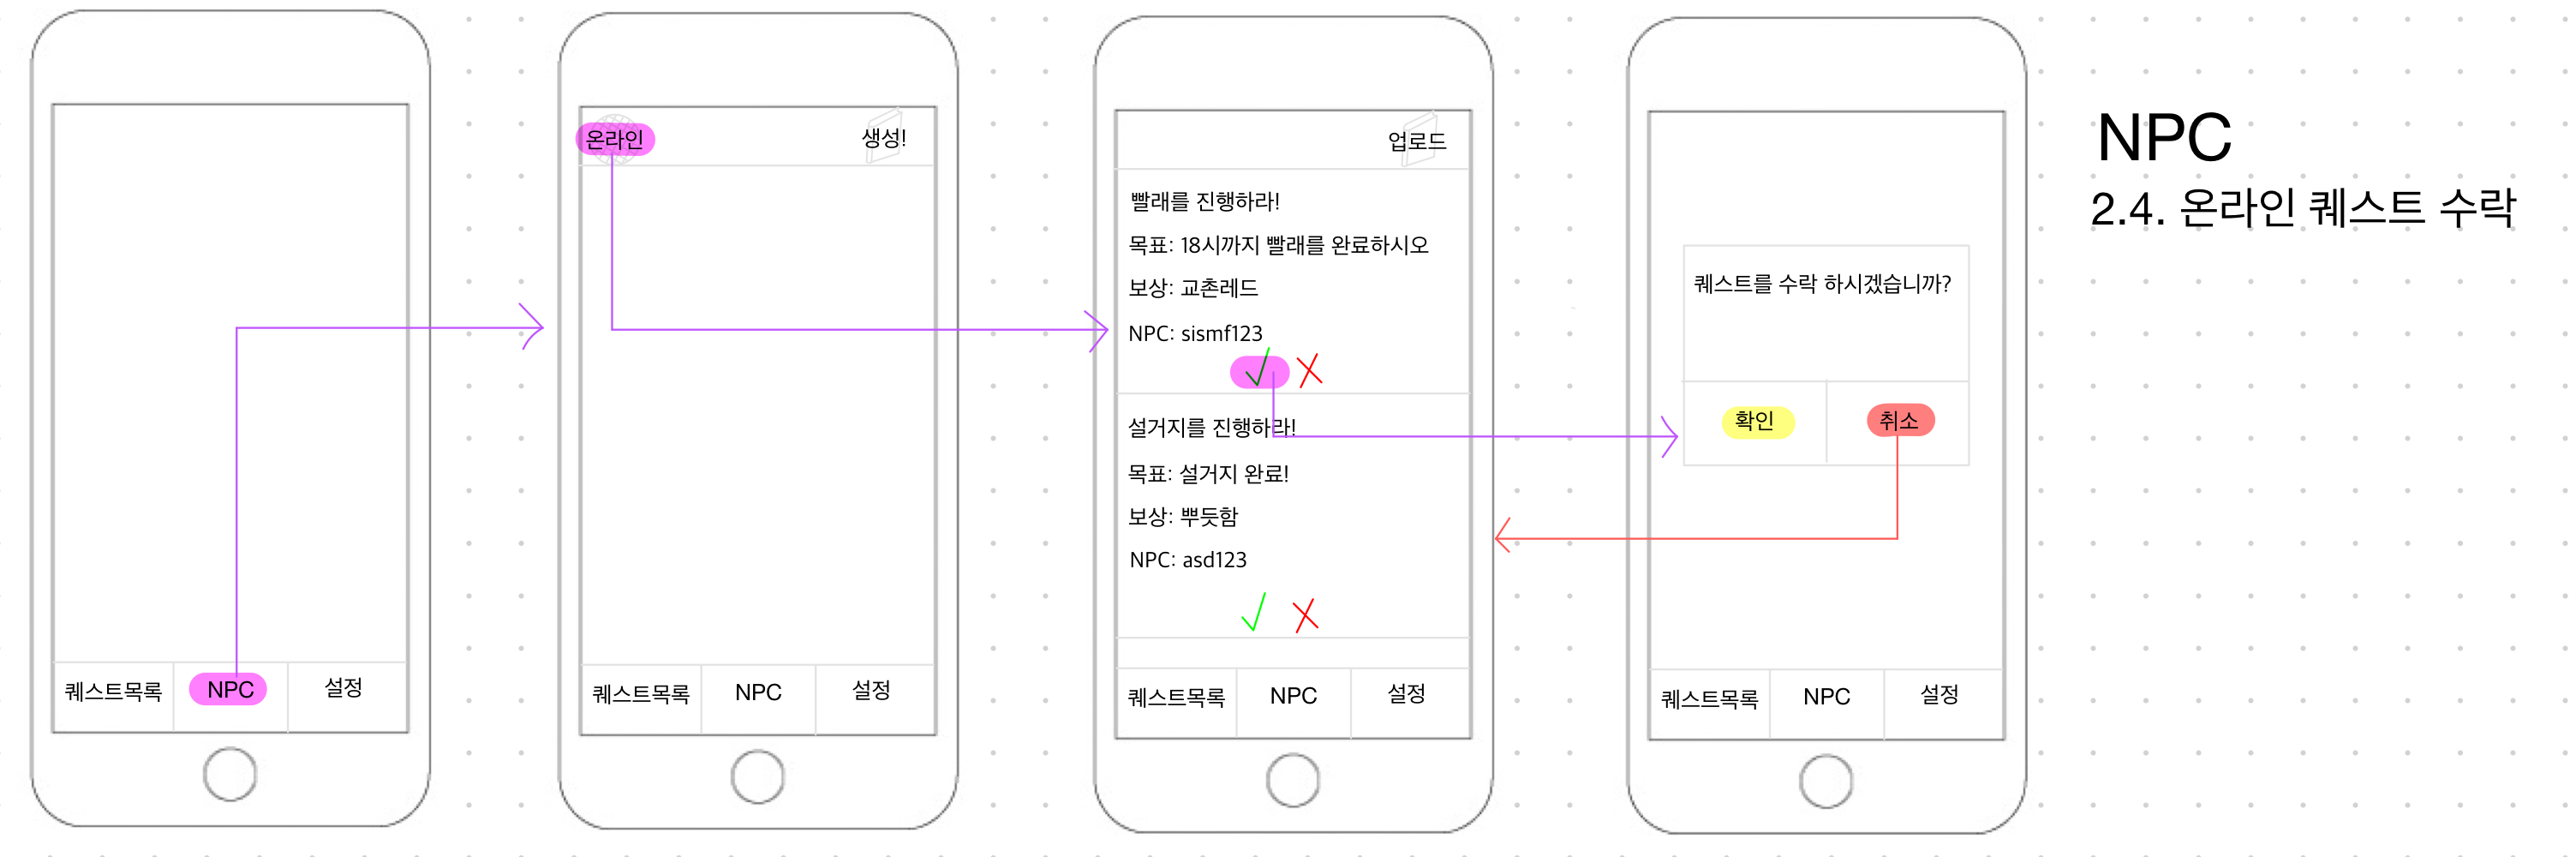 퀘스트목록 NPC 설정
온라인 생성!
퀘스트목록 NPC 설정
업로드
빨래를 진행하라!
목표: 18시까지 빨래를 완료하시오
보상: 교촌레드
NPC: sismf123
설거지를 진행하라!
목표: 설거지 완료!
보상: 뿌듯함
NPC: asd123
퀘스트목록 NPC 설정
퀘스트를 수락 하시겠습니까?
확인 취소
퀘스트목록 NPC 설정
NPC
2.4. 온라인 퀘스트 수락